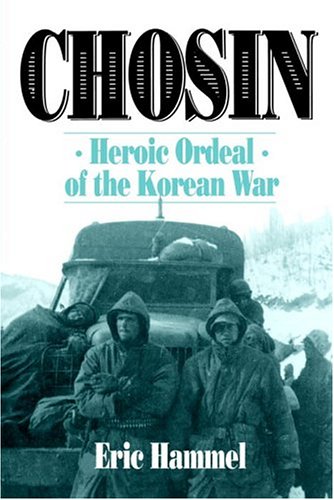 CHOSIN
• Heroic Ordeal •
of the Korean War
Eric Hammel